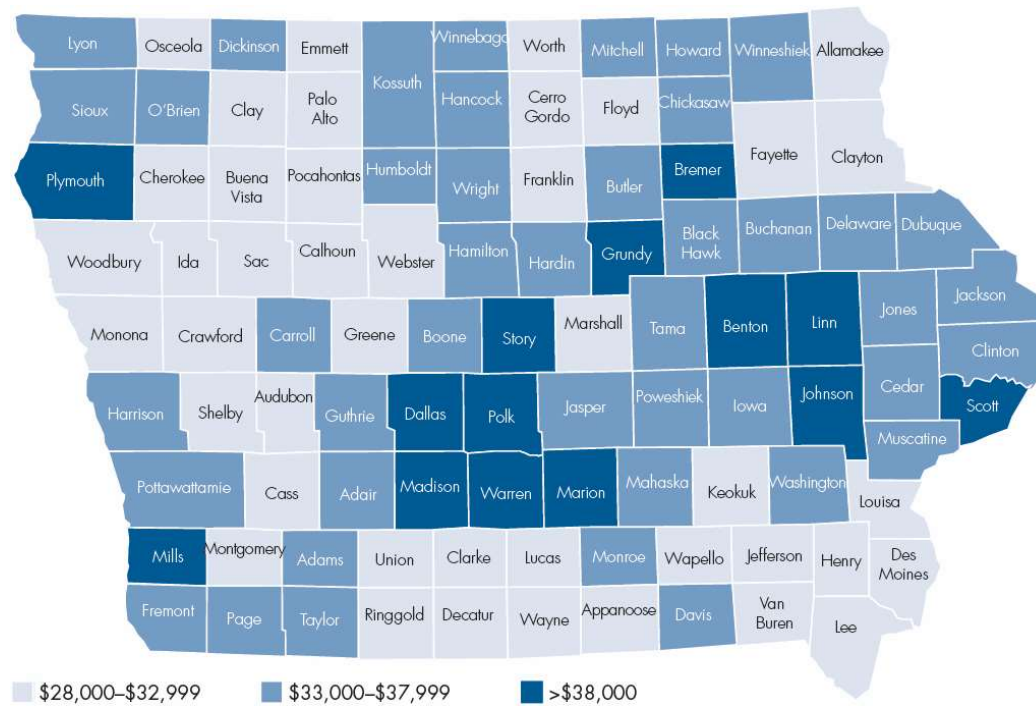 Lyon
Osceola
Dickinson
Emmett
Kossuth
Winnebago
Worth
Mitchell
Howard
Winneshiek
Allamakee
Sioux
O'Brien
Clay
Palo
Alto
Hancock
Cerro
Gordo
Floyd
Chickasaw
Fayette
Clayton
Plymouth
Cherokee
Buena
Vista
Pocahontas
Humboldt
Wright
Franklin
Butler
Bremer
Woodbury
Ida
Sac
Calhoun
Webster
Hamilton
Hardin
Grundy
Black
Hawk
Buchanan
Delaware
Dubuque
Monona
Crawford
Carroll
Greene
Boone
Story
Marshall
Tama
Benton
Linn
Jones
Jackson
Clinton
Harrison
Shelby
Audubon
Guthrie
Dallas
Polk
Jasper
Poweshiek
Iowa
Johnson
Cedar
Scott
Muscatine
Pottawattamie
Cass
Adair
Madison
Warren
Marion
Mahaska
Keokuk
Washington
Louisa
Mills
Montgomery
Adams
Union
Clarke
Lucas
Monroe
Wapello
Jefferson
Henry
Des
Moines
Fremont
Page
Taylor
Ringgold
Decatur
Wayne
Appanoose
Davis
Van
Buren
Lee
$28,000–$32,999
$33,000–$37,999
>$38,000